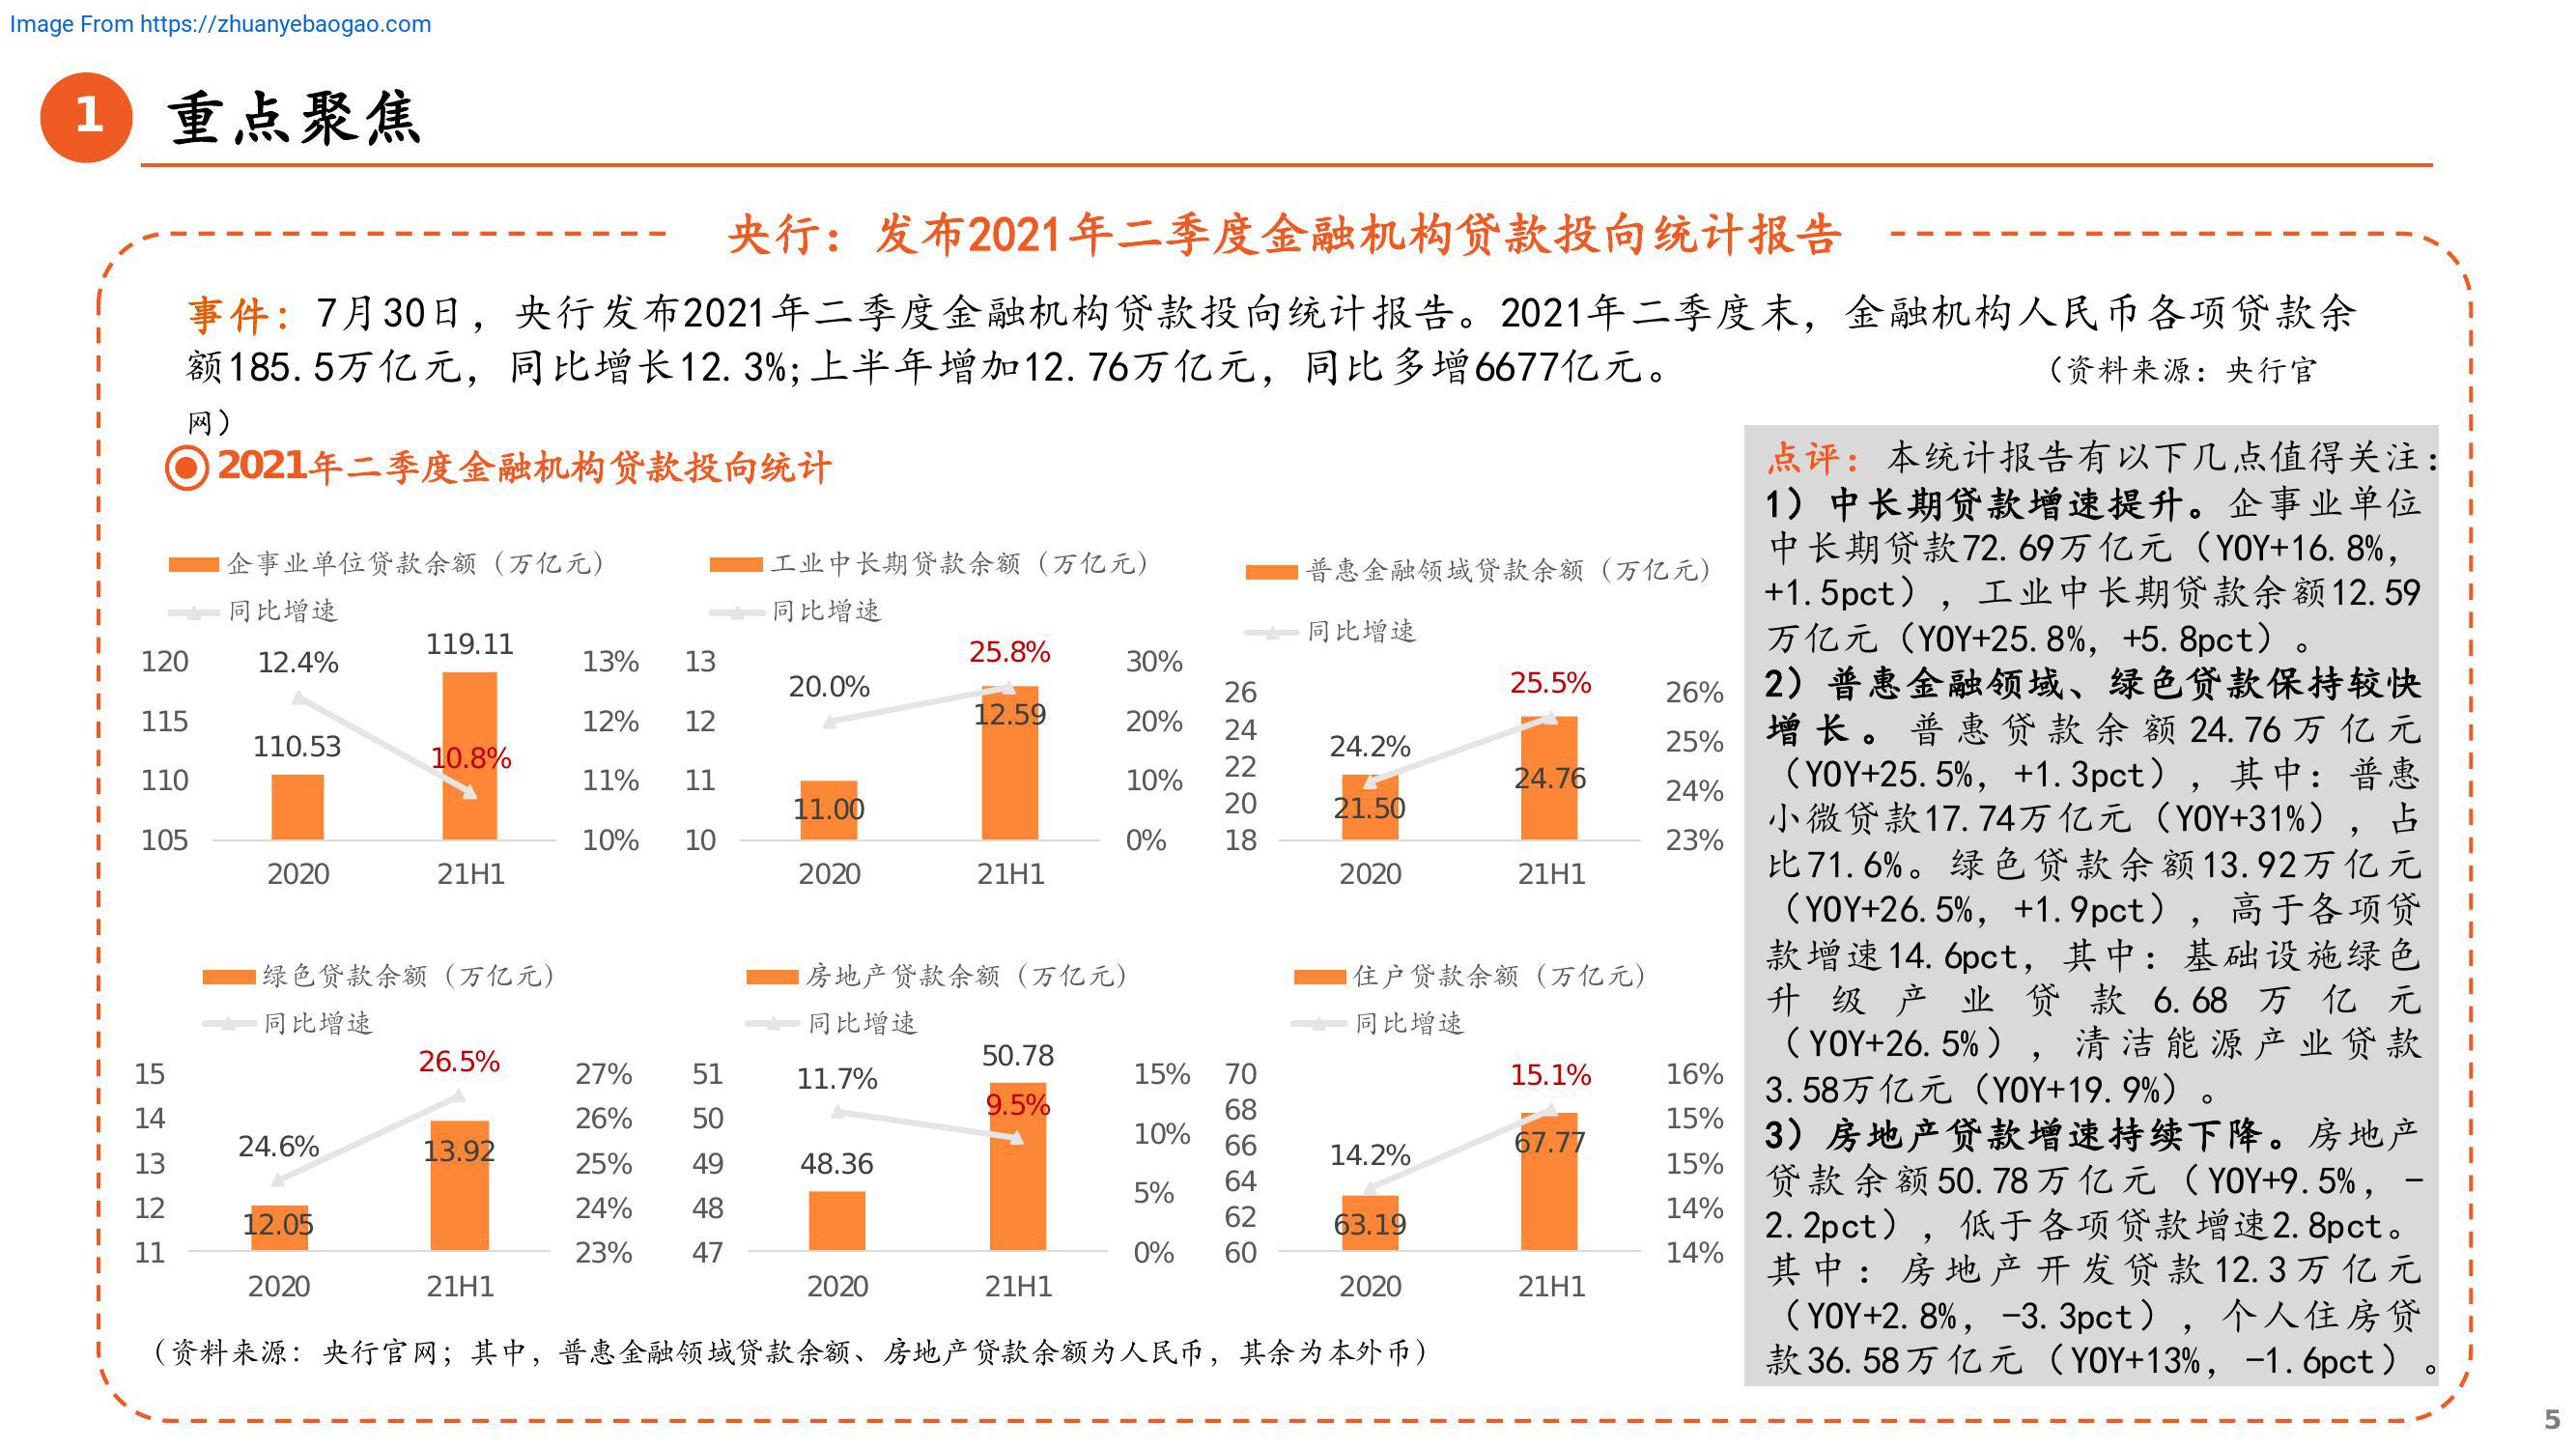 Image From https://zhuanyebaogao.com
1
重点聚焦
央行：发布2021年二季度金融机构贷款投向统计报告
事件：7月30日，央行发布2021年二季度金融机构贷款投向统计报告。2021年二季度末，金融机构人民币各项贷款余
额185.5万亿元，同比增长12.3%;上半年增加12.76万亿元，同比多增6677亿元。 （资料来源：央行官
网）
2021年二季度金融机构贷款投向统计
企事业单位贷款余额（万亿元）
同比增速
120
115
110
105
12.4%
110.53
119.11
10.8%
13%
12%
11%
10%
2020
21H1
工业中长期贷款余额（万亿元）
同比增速
13
12
11
10
20.0%
11.00
25.8%
12.59
30%
20%
10%
0%
2020
21H1
普惠金融领域贷款余额（万亿元）
同比增速
26
24
22
20
18
24.2%
21.50
25.5%
24.76
26%
25%
24%
23%
2020
21H1
绿色贷款余额（万亿元）
同比增速
15
14
13
12
11
24.6%
12.05
26.5%
13.92
27%
26%
25%
24%
23%
2020
21H1
房地产贷款余额（万亿元）
同比增速
51
50
49
48
47
11.7%
48.36
50.78
9.5%
15%
10%
5%
0%
2020
21H1
住户贷款余额（万亿元）
同比增速
70
68
66
64
62
60
14.2%
63.19
15.1%
67.77
16%
15%
15%
14%
14%
2020
21H1
（资料来源：央行官网；其中，普惠金融领域贷款余额、房地产贷款余额为人民币，其余为本外币）
点评：本统计报告有以下几点值得关注：
1）中长期贷款增速提升。企事业单位
中长期贷款72.69万亿元（YOY+16.8%，
+1.5pct），工业中长期贷款余额12.59
万亿元（YOY+25.8%，+5.8pct）。
2）普惠金融领域、绿色贷款保持较快
增长。普惠贷款余额24.76万亿元
（YOY+25.5%，+1.3pct），其中：普惠
小微贷款17.74万亿元（YOY+31%），占
比71.6%。绿色贷款余额13.92万亿元
（YOY+26.5%，+1.9pct），高于各项贷
款增速14.6pct，其中：基础设施绿色
升级产业贷款6.68万亿元
（YOY+26.5%），清洁能源产业贷款
3.58万亿元（YOY+19.9%）。
3）房地产贷款增速持续下降。房地产
贷款余额50.78万亿元（YOY+9.5%，-
2.2pct），低于各项贷款增速2.8pct。
其中：房地产开发贷款12.3万亿元
（YOY+2.8%，-3.3pct），个人住房贷
款36.58万亿元（YOY+13%，-1.6pct）。
5